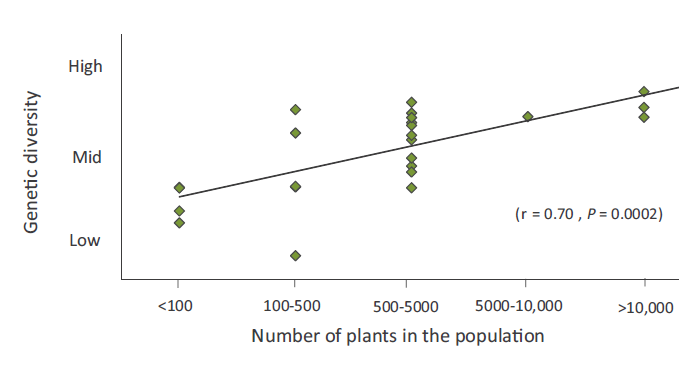 High
Mid
Low
Genetic diversity
(r = 0.70 , P = 0.0002)
<100 100-500 500-5000 5000-10,000 >10,000
Number of plants in the population